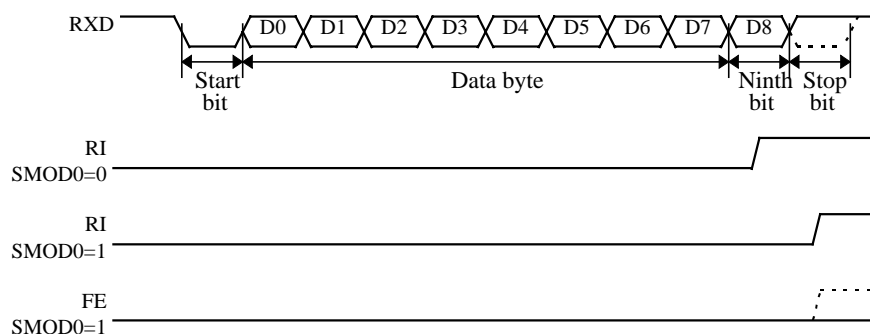 RXD D0 D1 D2 D3 D4 D5 D6 D7 D8
Start bit
Data byte
Ninth bit
Stop bit
RI
SMOD0=0
RI
SMOD0=1
FE
SMOD0=1